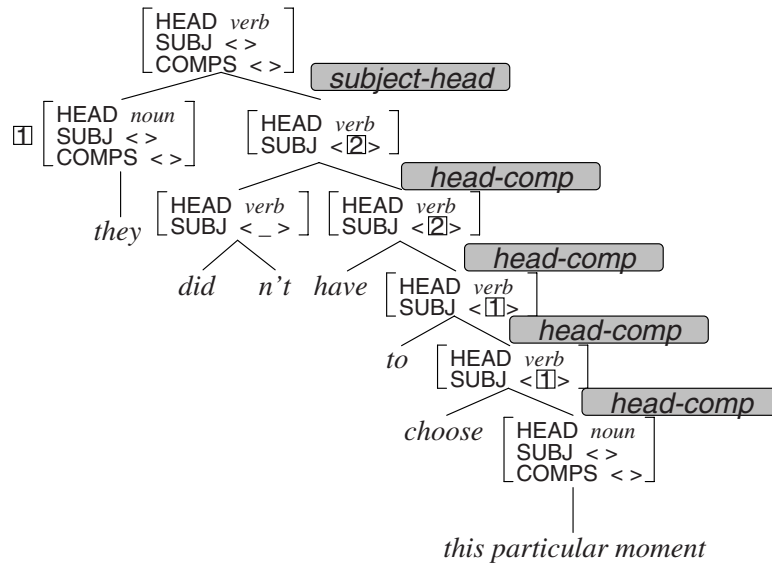 HEAD verb
SUBJ < >
COMPS < >
subject-head
1
HEAD noun
SUBJ < >
COMPS < >
HEAD verb
SUBJ <2>
head-comp
they
HEAD verb
SUBJ < _ >
HEAD verb
SUBJ <2>
head-comp
did n't have
HEAD verb
SUBJ <1>
head-comp
to
HEAD verb
SUBJ <1>
head-comp
choose
HEAD noun
SUBJ < >
COMPS < >
this particular moment